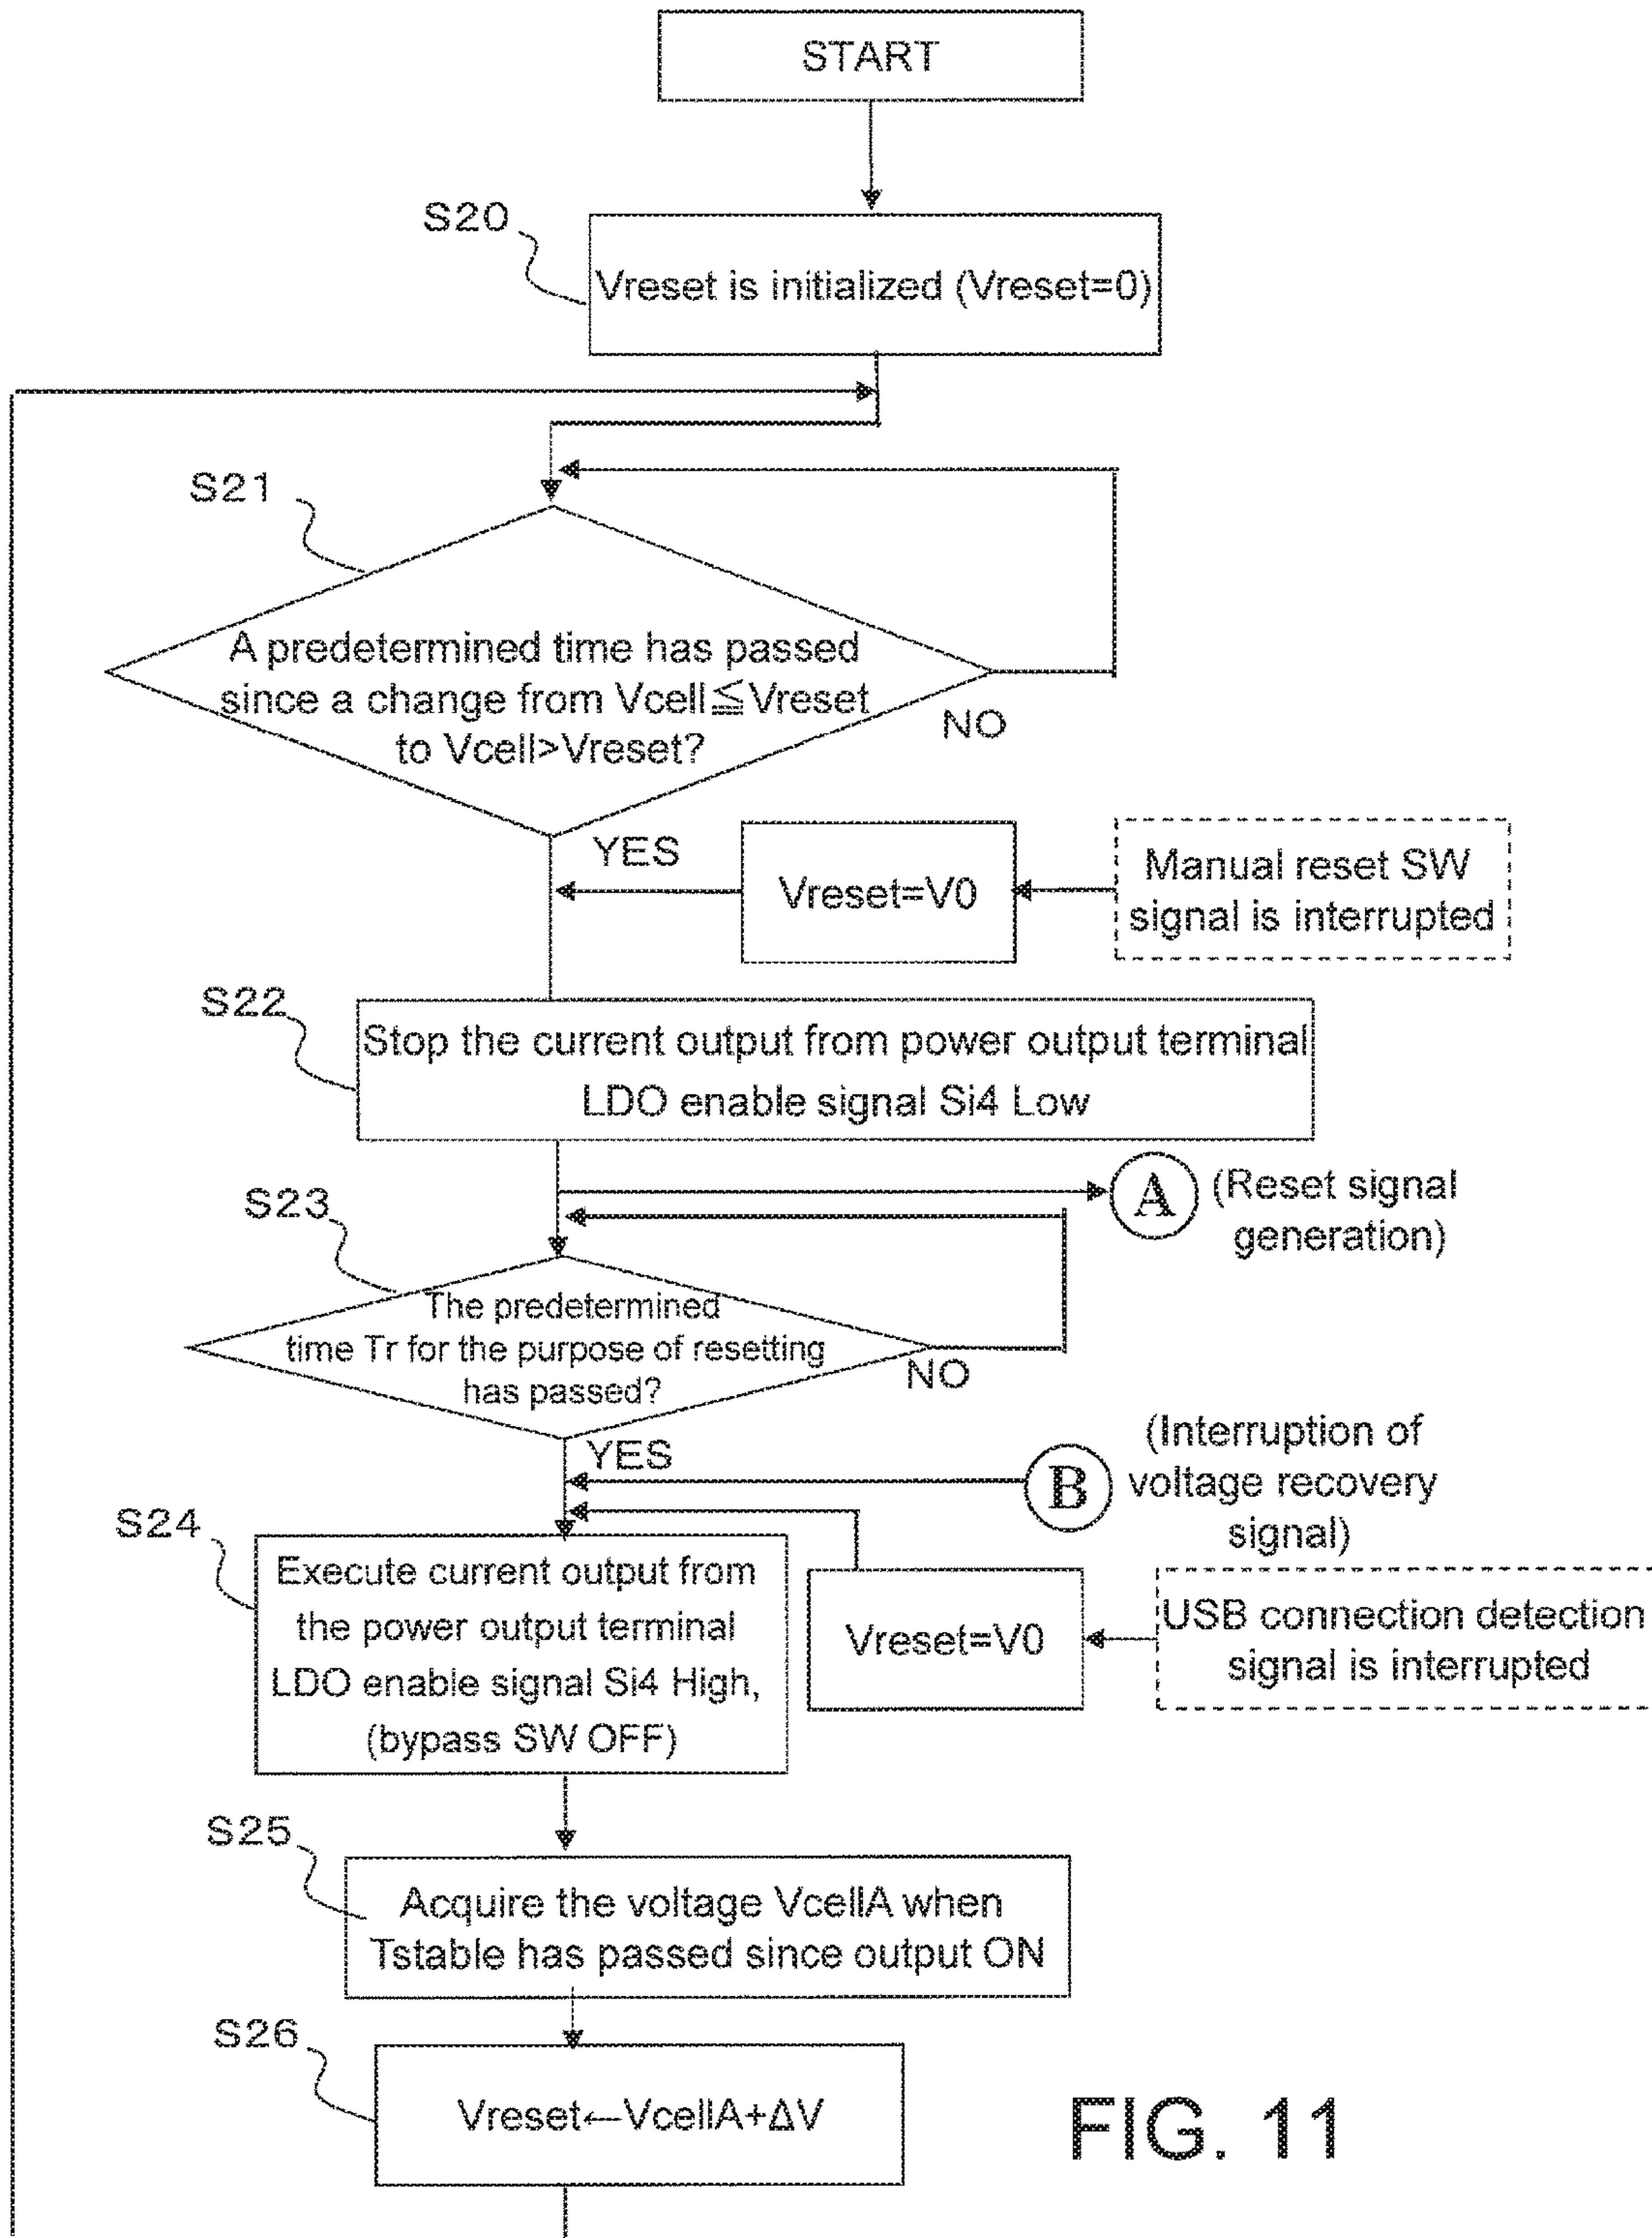 START
S20
Vreset is initialized (Vreset=0)
S21
A predetermined time has passed
since a change from Vcell≦Vreset
to Vcell>Vreset?
NO
YES
Vreset=V0
Manual reset SW
signal is interrupted
S22
Stop the current output from power output terminal
LDO enable signal Si4 Low
A
(Reset signal
generation)
S23
The predetermined
time Tr for the purpose of resetting
has passed?
NO
YES
B
(Interruption of
voltage recovery
signal)
S24
Execute current output from
the power output terminal
LDO enable signal Si4 High,
(bypass SW OFF)
Vreset=V0
USB connection detection
signal is interrupted
S25
Acquire the voltage VcellA when
Tstable has passed since output ON
S26
Vreset←VcellA+ΔV
FIG. 11